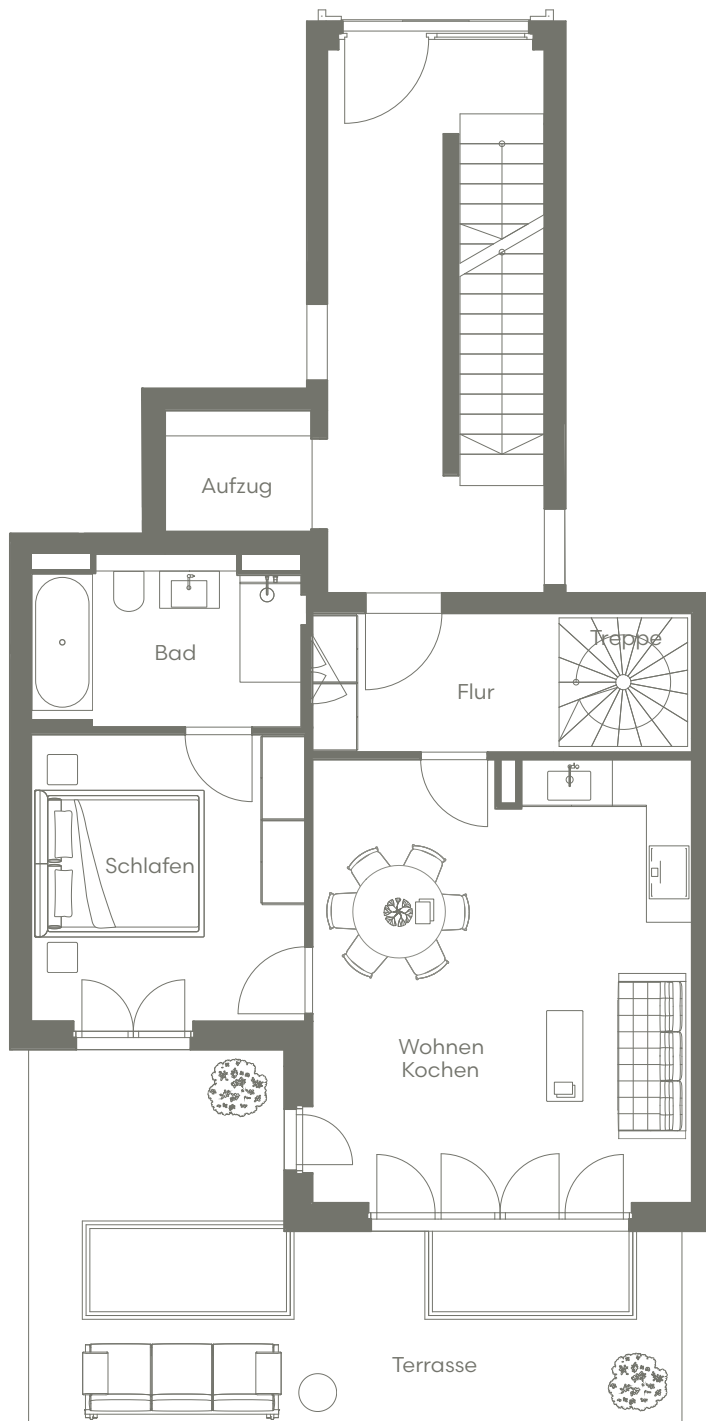 Aufzug
Treppe
Bad
Flur
Schlafen
Wohnen
Kochen
Terrasse